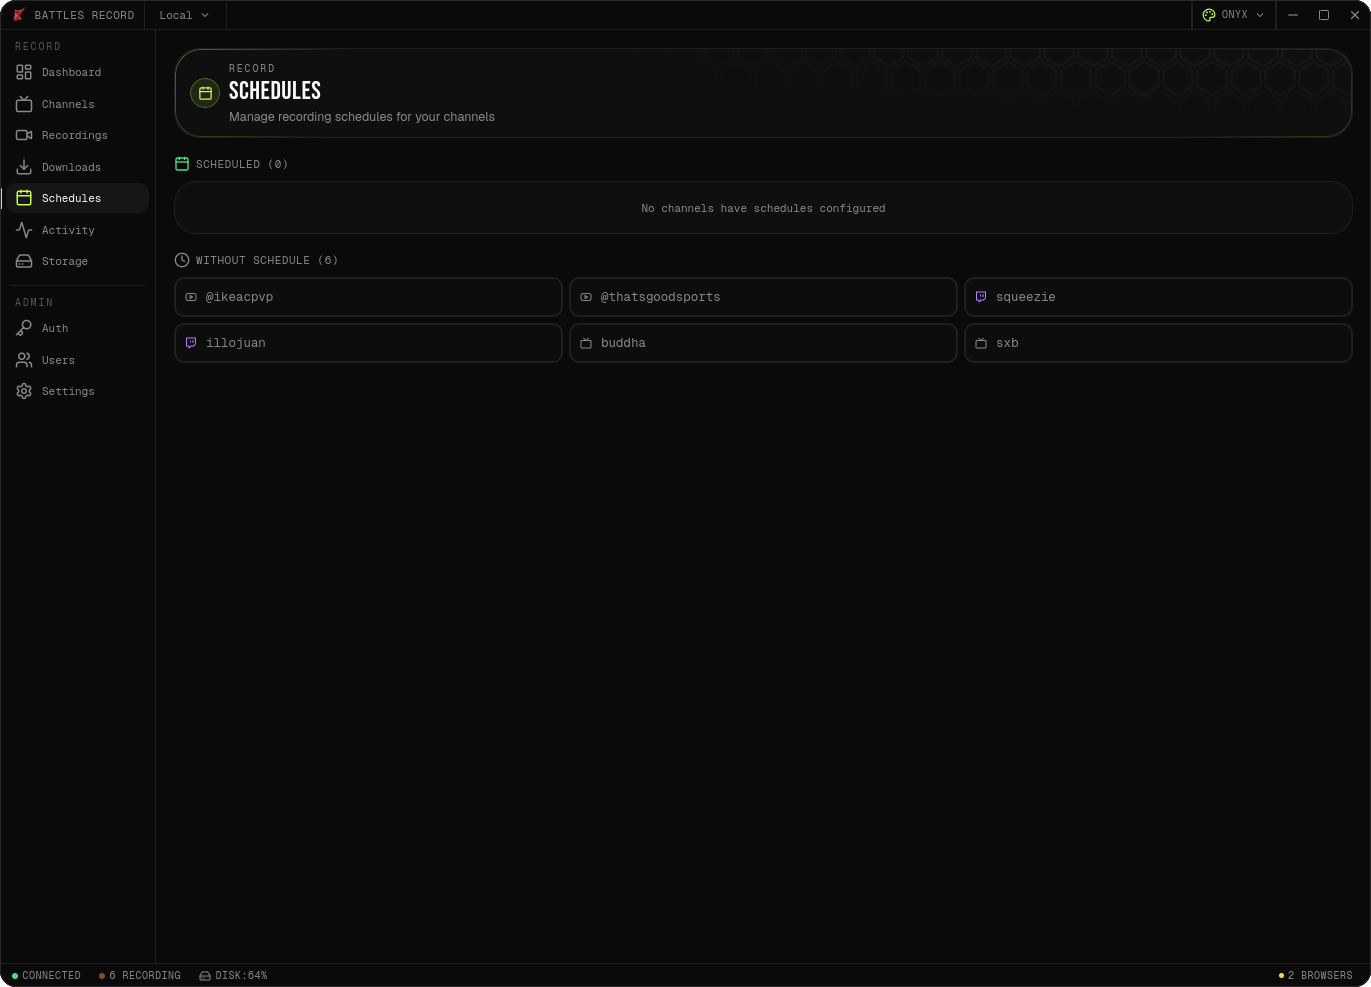 BATTLES RECORD
Local
ONYX
RECORD
Dashboard
Channels
Recordings
Downloads
Schedules
Activity
Storage
ADMIN
Auth
Users
Settings
RECORD
SCHEDULES
Manage recording schedules for your channels
SCHEDULED (0)
No channels have schedules configured
WITHOUT SCHEDULE (6)
@ikeacpvp
@thatsgoodsports
squeezie
illojuan
buddha
sxb
CONNECTED
6 RECORDING
DISK:64%
2 BROWSERS